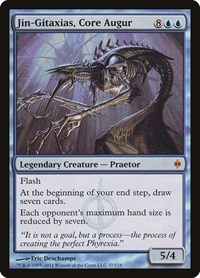 Jin-Gitaxias, Core Augur 8
Legendary Creature — Praetor
Flash
At the beginning of your end step, draw
seven cards.
Each opponent's maximum hand size
is reduced by seven.
"It is not a goal, but a process—the process of
creating the perfect Phyrexia."
Eric Deschamps
5/4